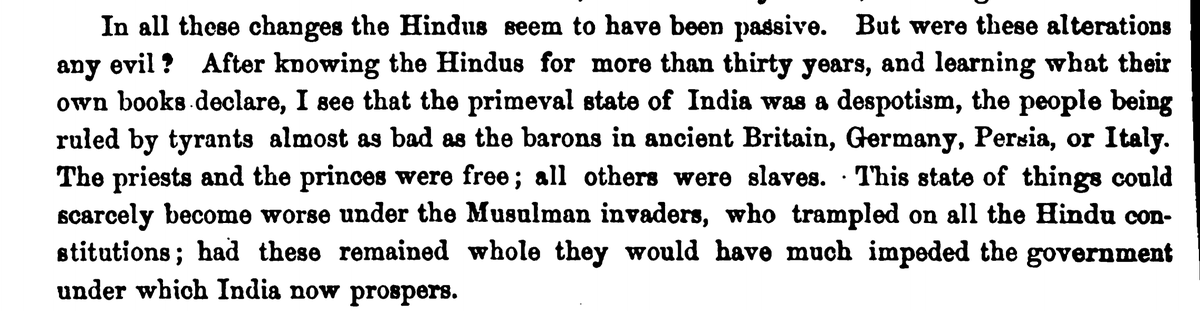 In all these changes the Hindus seem to have been passive. But were these alterations
any evil? After knowing the Hindus for more than thirty years, and learning what their
own books declare, I see that the primeval state of India was a despotism, the people being
ruled by tyrants almost as bad as the barons in ancient Britain, Germany, Persia, or Italy.
The priests and the princes were free; all others were slaves. This state of things could
scarcely become worse under the Musulman invaders, who trampled on all the Hindu con-
stitutions; had these remained whole they would have much impeded the government
under which India now prospers.